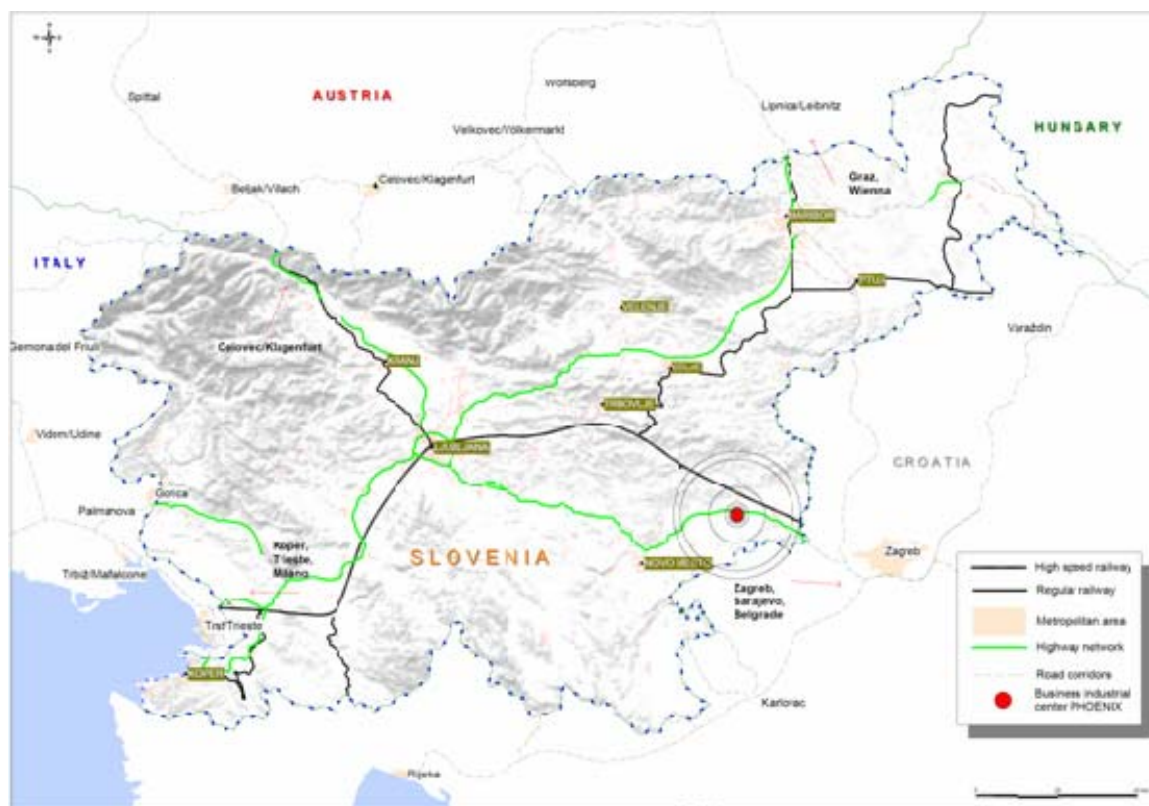 Spittal
AUSTRIA
Wolfsberg
Lipnica/Leibnitz
Velkovec/Völkermarkt
HUNGARY
Celovec/Klagenfurt
Beljak/Villach
Graz,
Wienna
MARIBOR
ITALY
PTUJ
VELENJE
Varaždin
Gemona del Friuli
Celovec/Klagenfurt
KRANJ
CELJE
TRBOVLJE
Videm/Udine
LJUBLJANA
CROATIA
Gorica
Palmanova
Koper,
Trieste,
Milano
SLOVENIA
Zagreb
NOVO MESTO
Zagreb,
Sarajevo,
Belgrade
Trst/Trieste
KOPER
Karlovac
Rijeka
High speed railway
Regular railway
Metropolitan area
Highway network
Road corridors
Business industrial
center PHOENIX